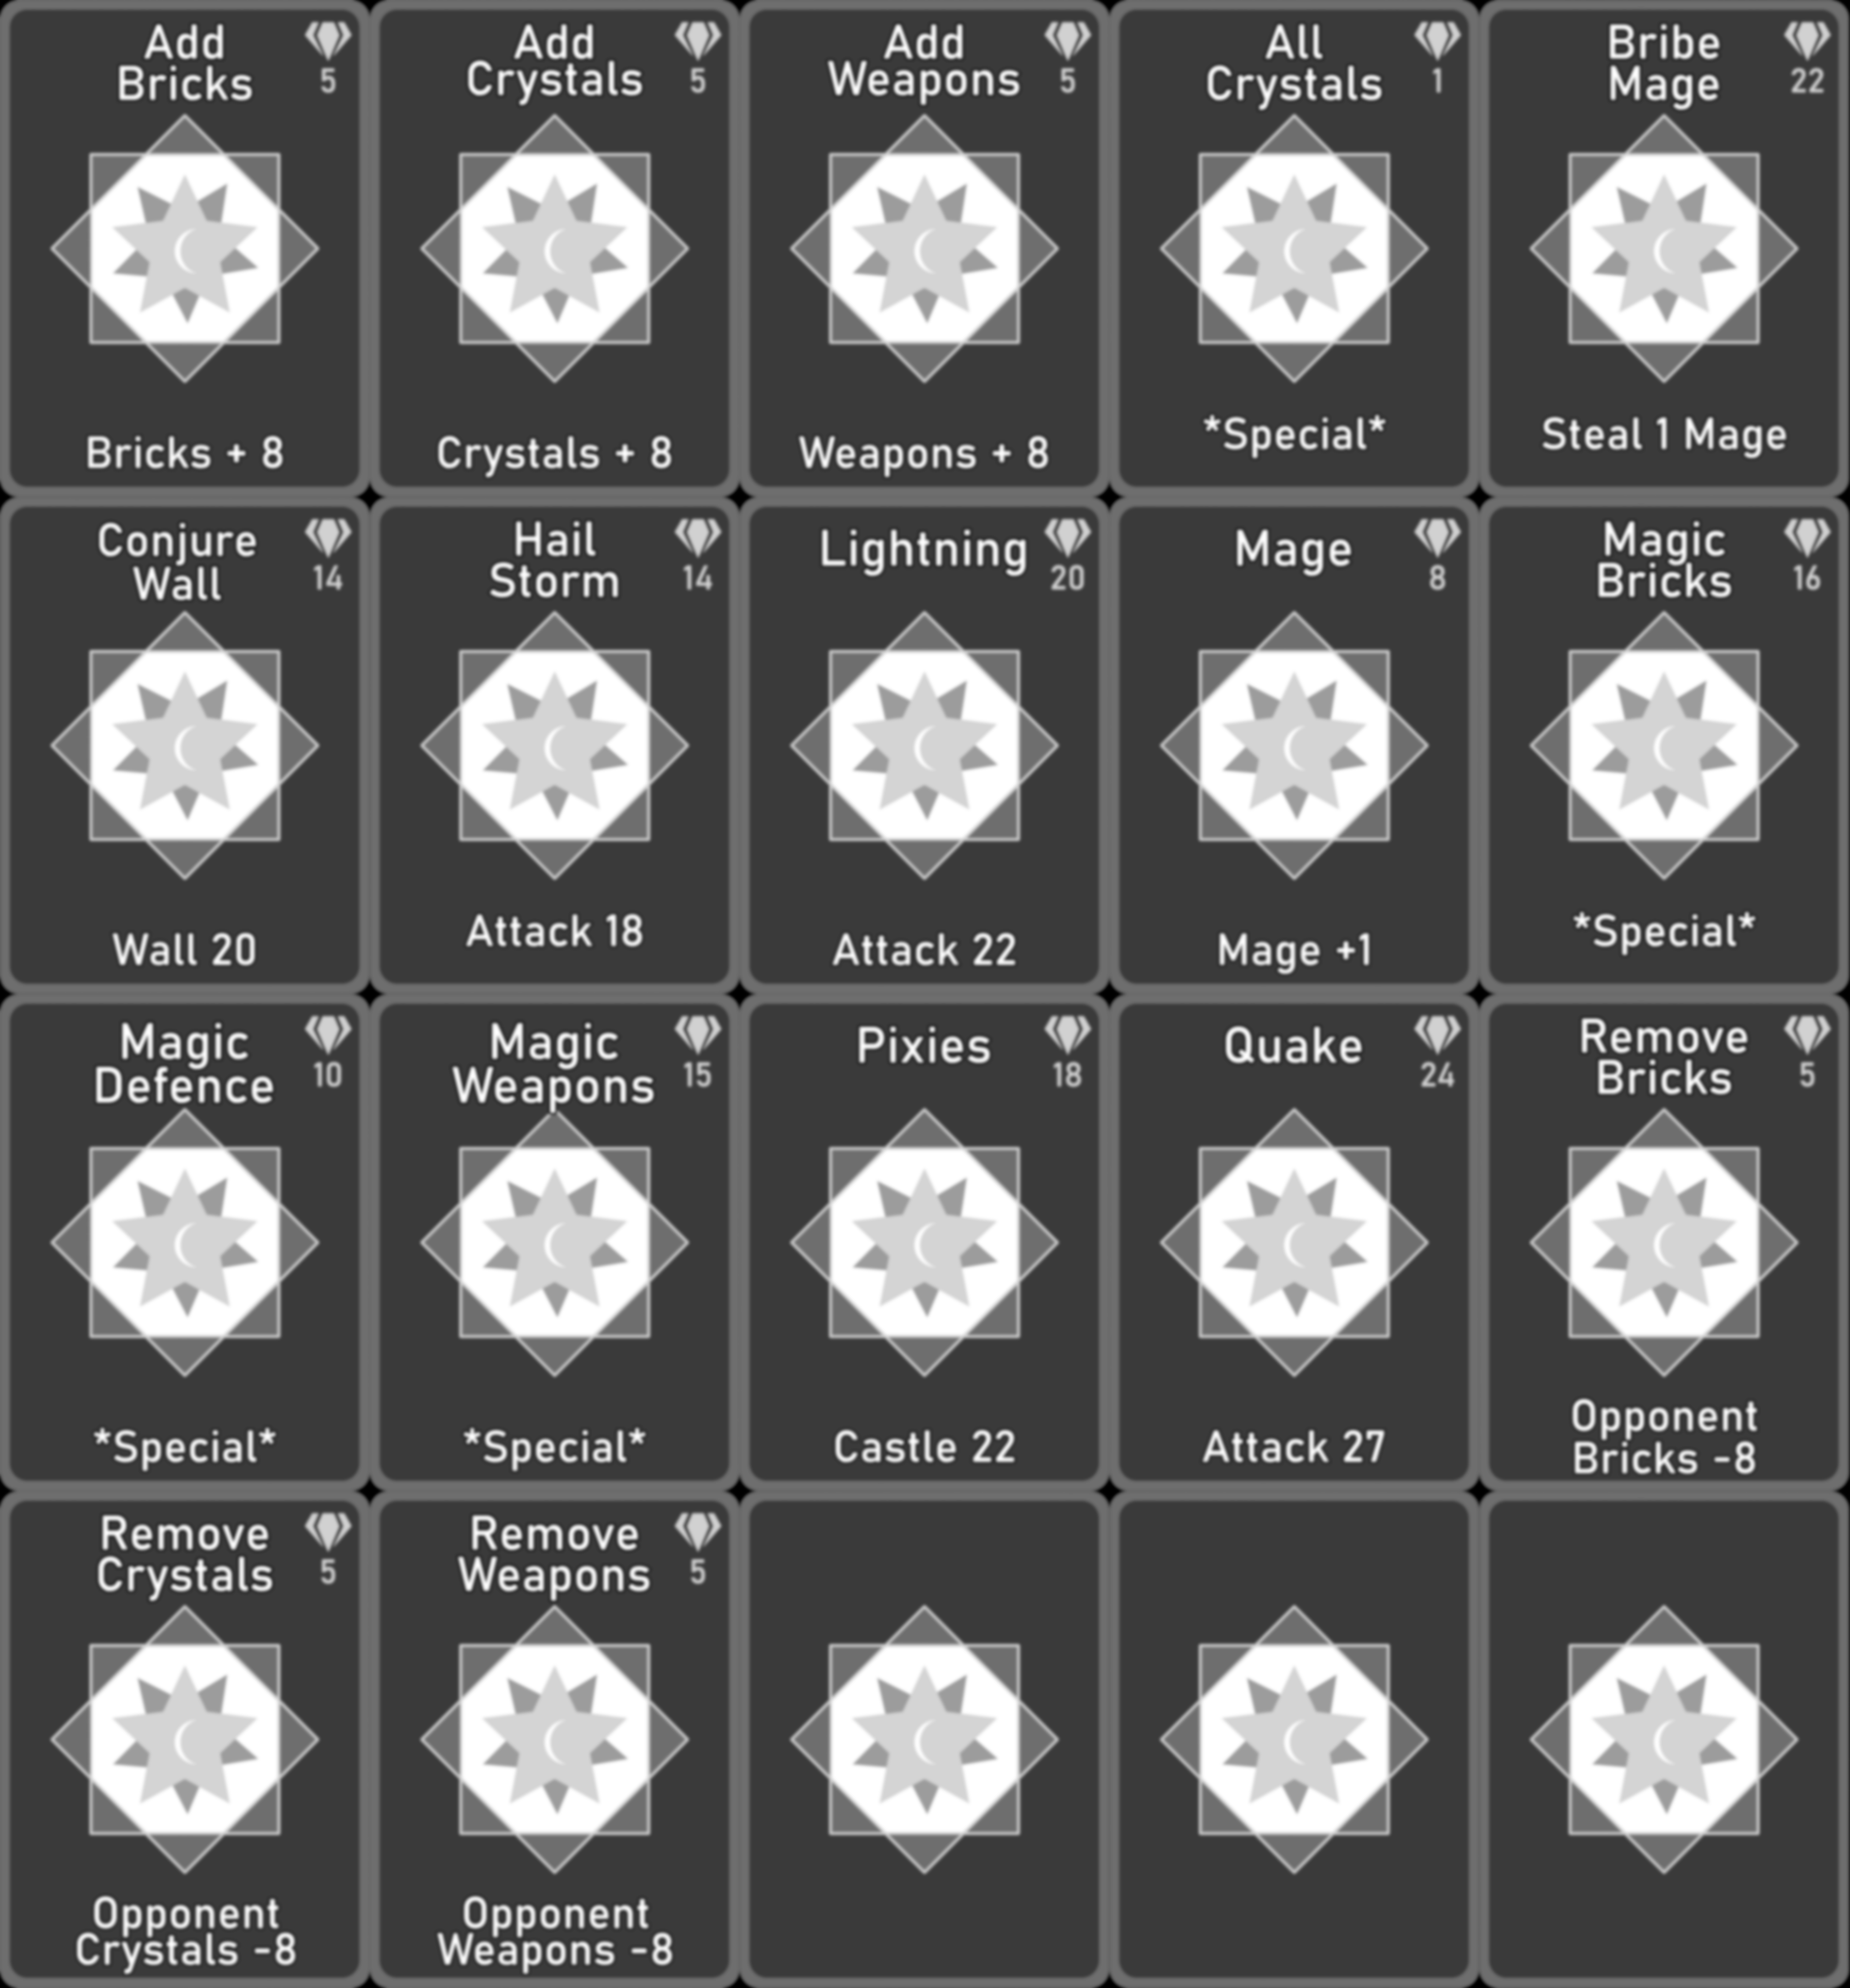 Add
Bricks
5
Bricks + 8
Add
Crystals
5
Crystals + 8
Add
Weapons
5
Weapons + 8
All
Crystals
1
*Special*
Bribe
Mage
22
Steal 1 Mage
Conjure
Wall
14
Wall 20
Hail
Storm
14
Attack 18
Lightning
20
Attack 22
Mage
8
Mage +1
Magic
Bricks
16
*Special*
Magic
Defence
10
*Special*
Magic
Weapons
15
*Special*
Pixies
18
Castle 22
Quake
24
Attack 27
Remove
Bricks
5
Opponent
Bricks -8
Remove
Crystals
5
Opponent
Crystals -8
Remove
Weapons
5
Opponent
Weapons -8